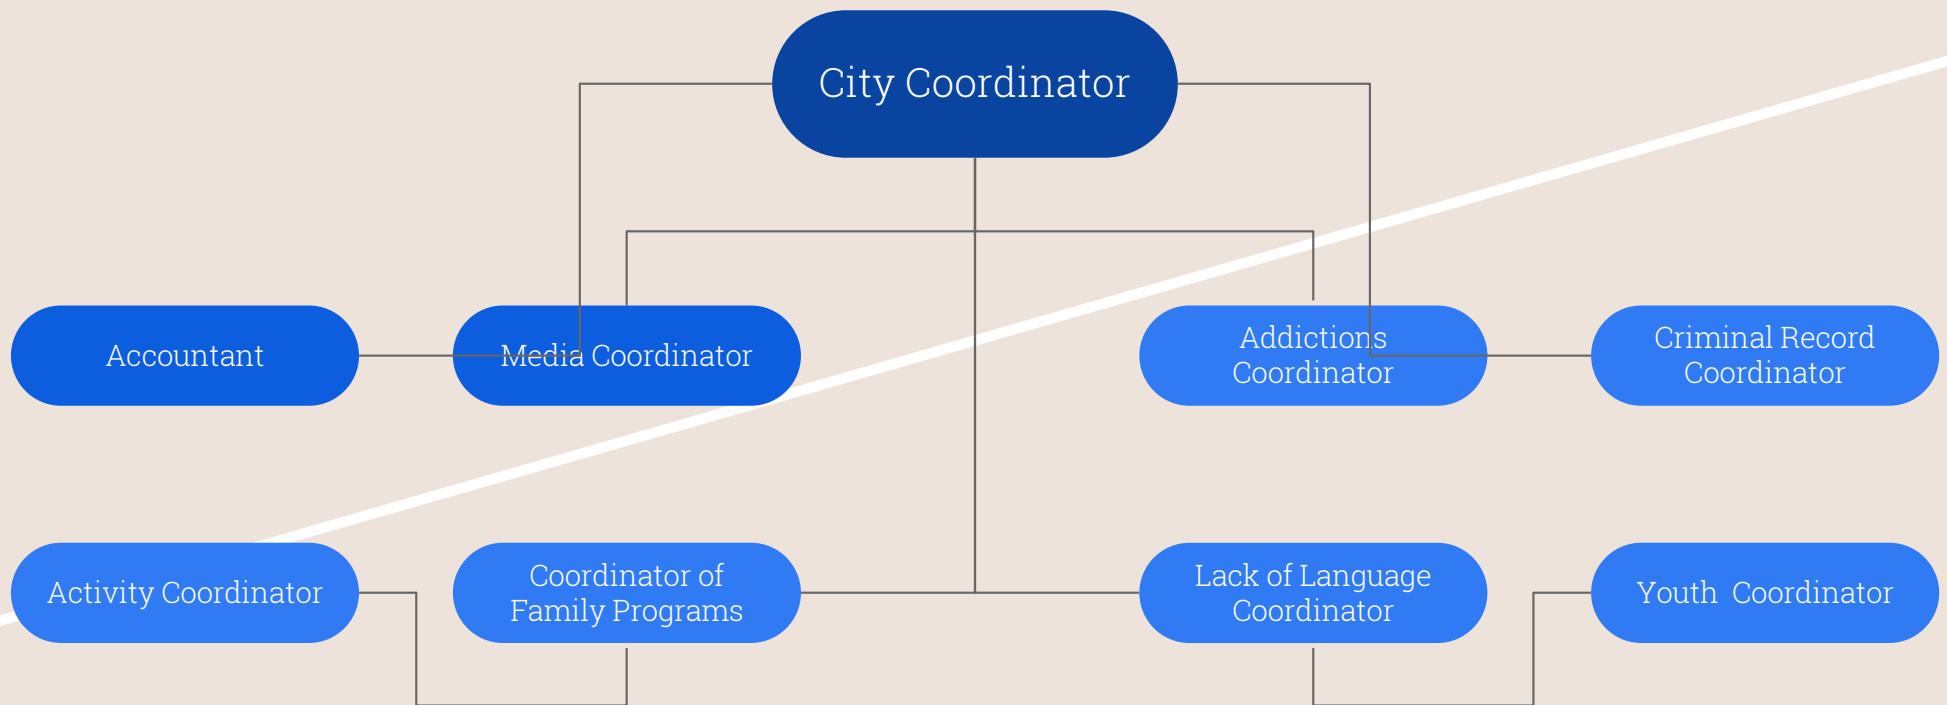 City Coordinator
Accountant
Media Coordinator
Addictions
Coordinator
Criminal Record
Coordinator
Activity Coordinator
Coordinator of
Family Programs
Lack of Language
Coordinator
Youth  Coordinator